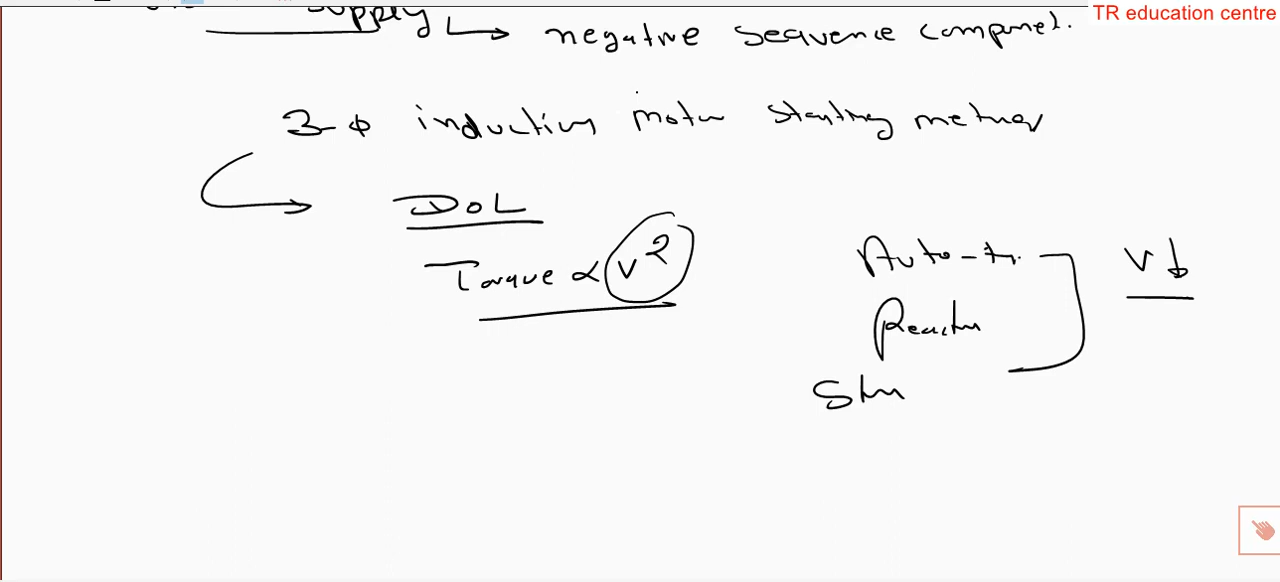 TR education centre
supply ↳ negative sequence component.
3-ϕ induction motor starting method
DOL
Torque ∝ V²
Auto-tr. V↓
Reactor